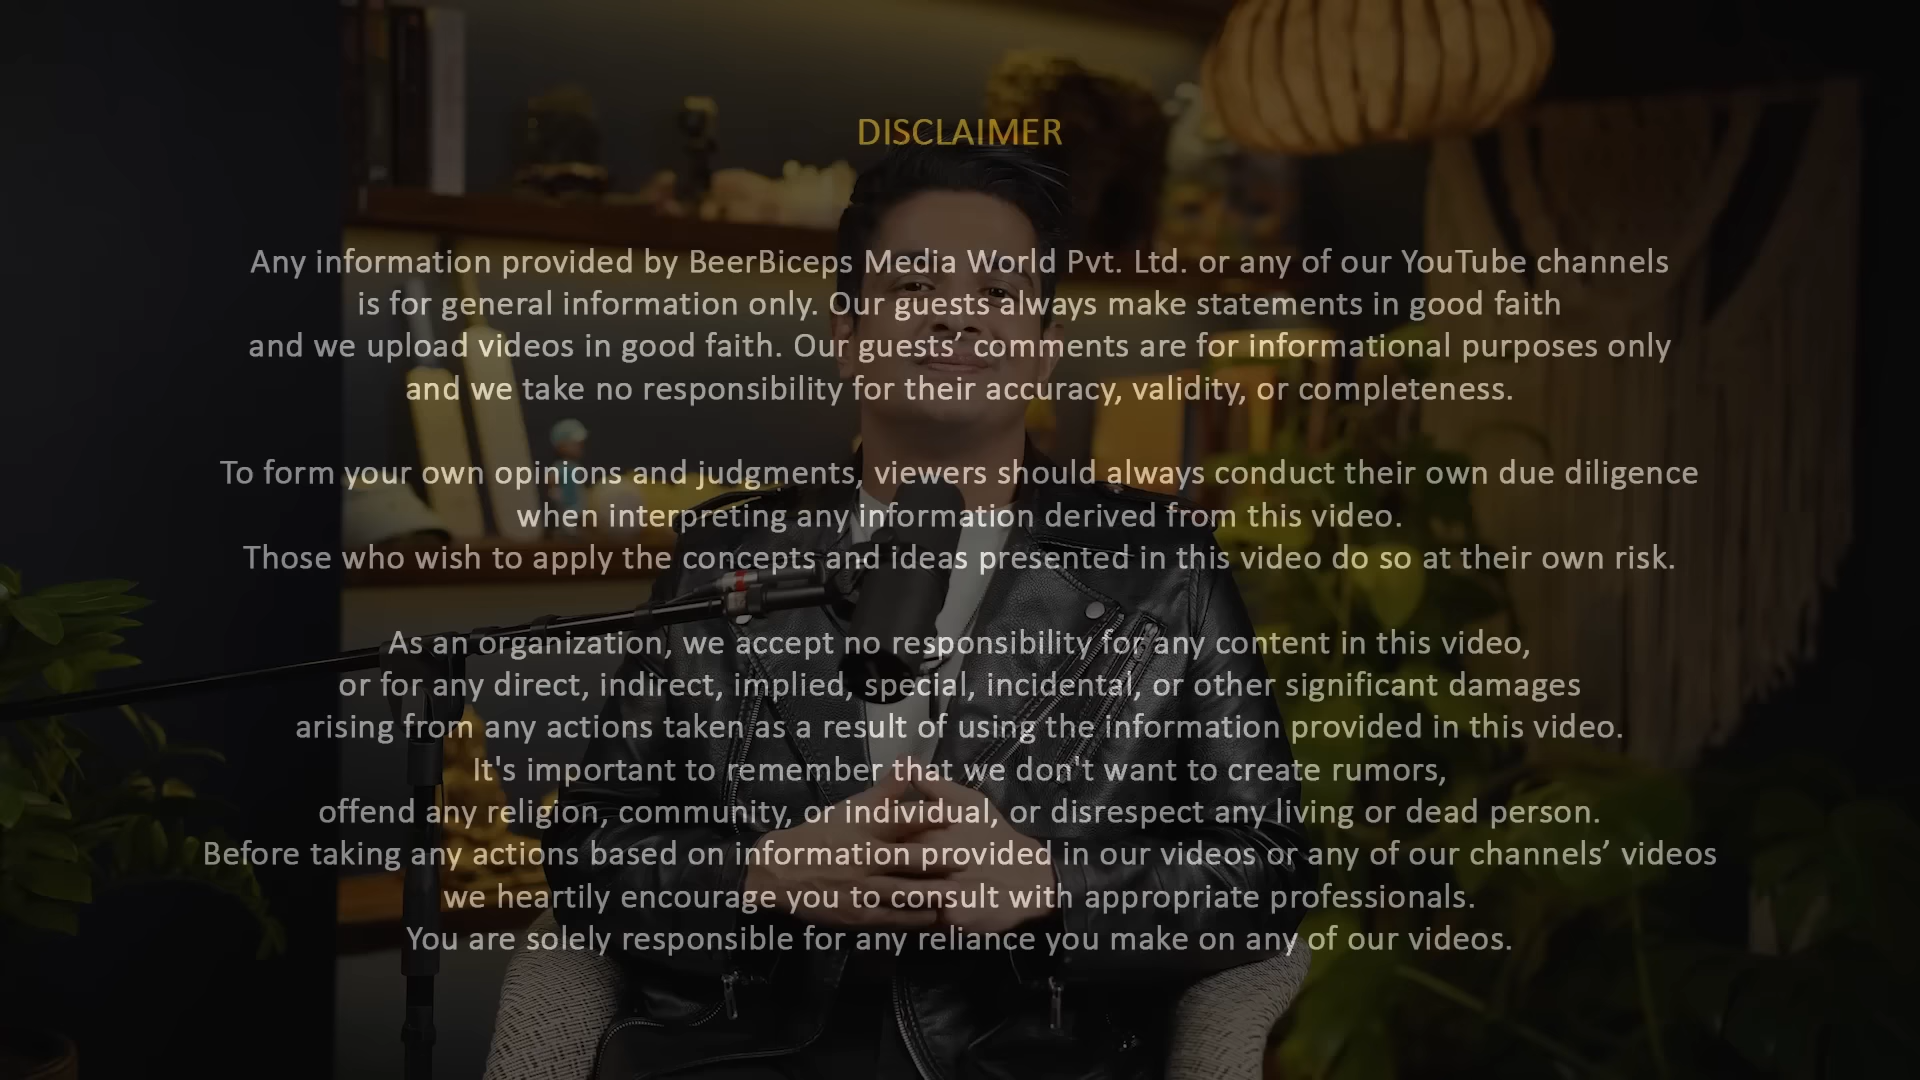 DISCLAIMER
Any information provided by BeerBiceps Media World Pvt. Ltd. or any of our YouTube channels
is for general information only. Our guests always make statements in good faith
and we upload videos in good faith. Our guests’ comments are for informational purposes only
and we take no responsibility for their accuracy, validity, or completeness.
To form your own opinions and judgments, viewers should always conduct their own due diligence
when interpreting any information derived from this video.
Those who wish to apply the concepts and ideas presented in this video do so at their own risk.
As an organization, we accept no responsibility for any content in this video,
or for any direct, indirect, implied, special, incidental, or other significant damages
arising from any actions taken as a result of using the information provided in this video.
It's important to remember that we don't want to create rumors,
offend any religion, community, or individual, or disrespect any living or dead person.
Before taking any actions based on information provided in our videos or any of our channels’ videos
we heartily encourage you to consult with appropriate professionals.
You are solely responsible for any reliance you make on any of our videos.